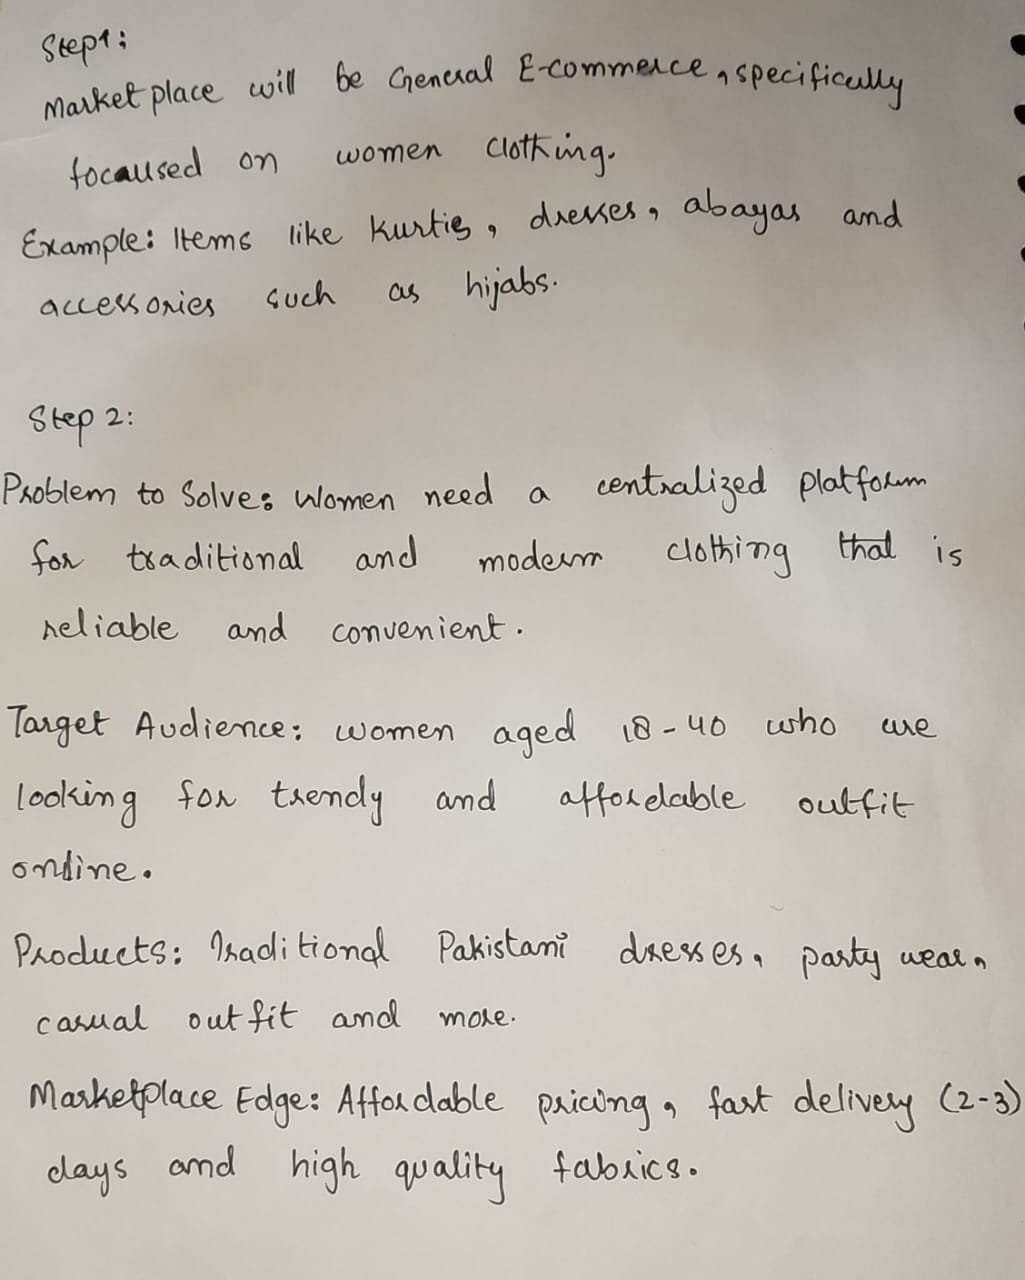 Step1:
Market place will be General E-commerce, specifically
focaused on women clothing.
Example: Items like Kurtis, dresses, abayas and
accessories such as hijabs.
Step 2:
Problem to Solve: Women need a centralized platform
for traditional and modern clothing that is
reliable and convenient.
Target Audience: women aged 18-40 who are
looking for trendy and affordable outfit
online.
Products: Traditional Pakistani dresses, party wear,
casual outfit and more.
Marketplace Edge: Affordable pricing, fast delivery (2-3)
days and high quality fabrics.